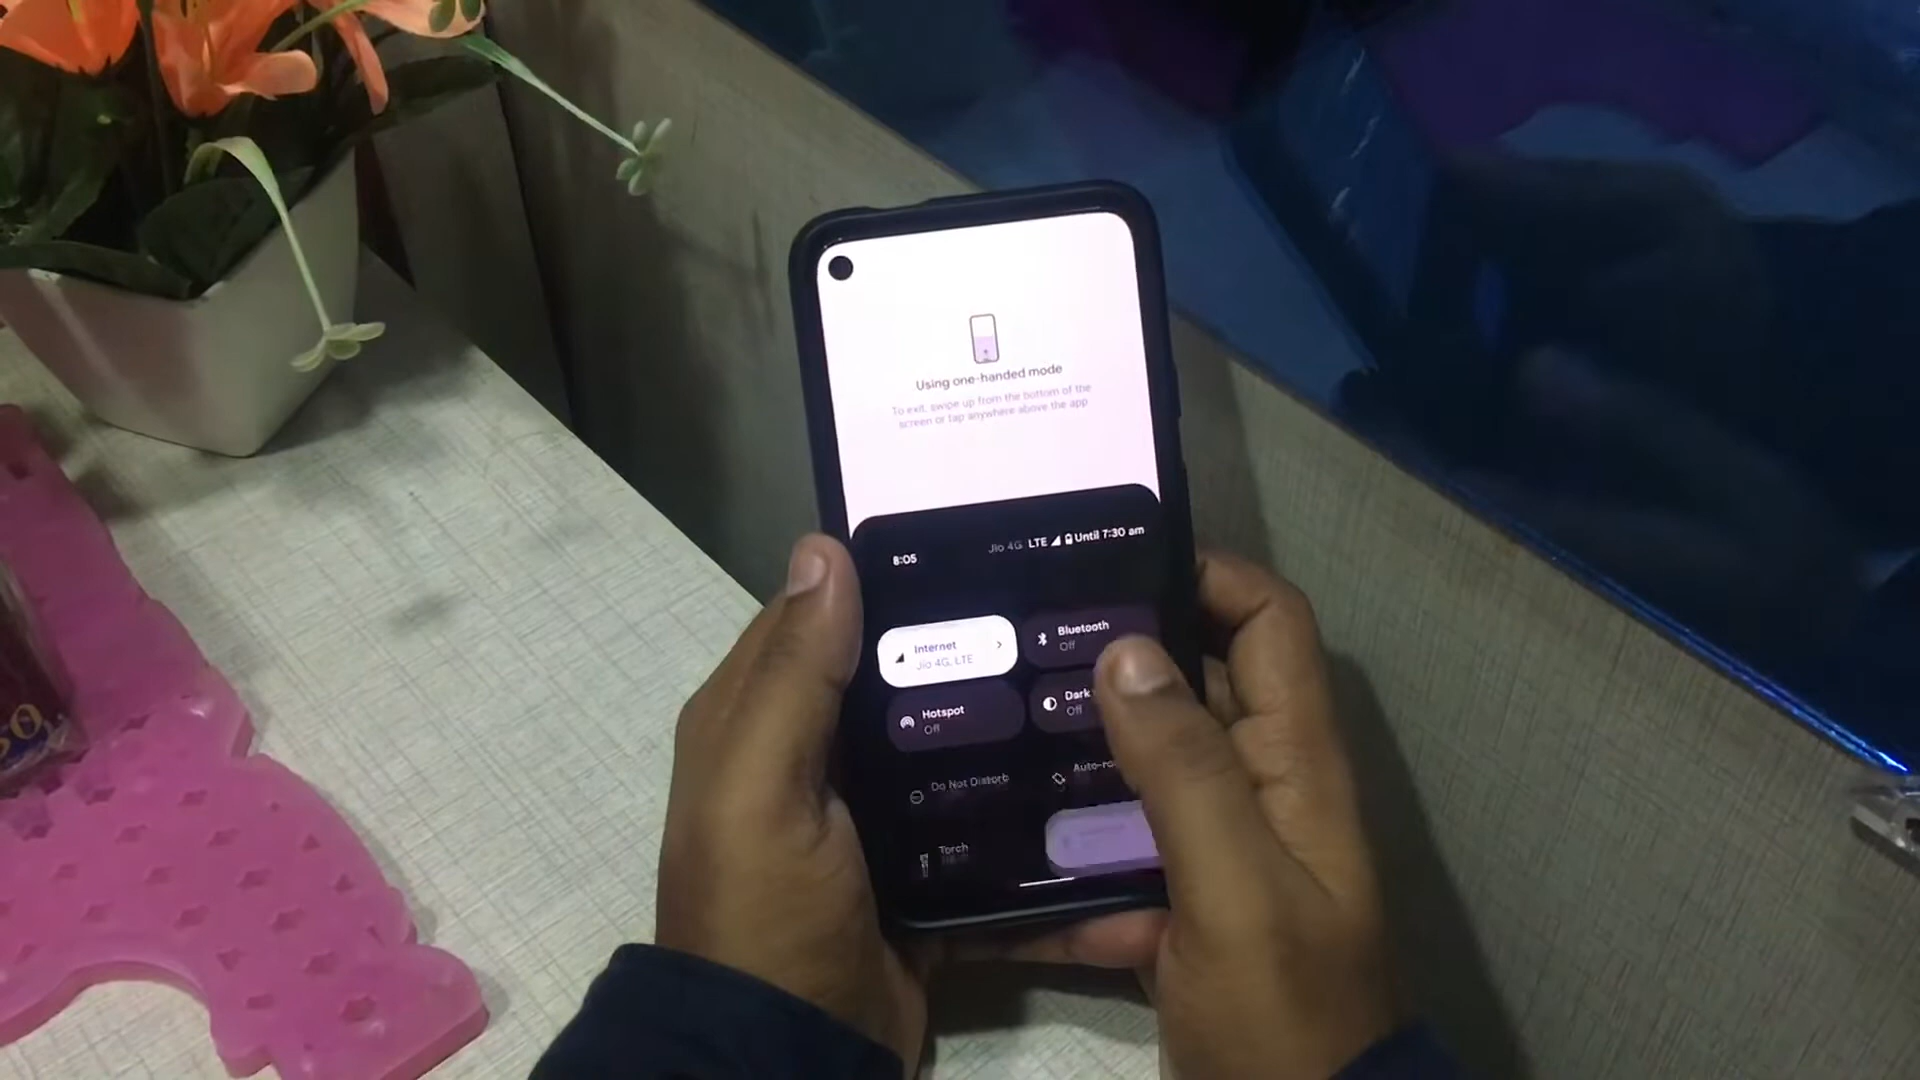 Using one-handed mode
To exit, swipe up from the bottom of the
screen or tap anywhere above the app
8:05
Jio 4G LTE Until 7:30 am
Internet
Jio 4G, LTE
Bluetooth
Off
Hotspot
Off
Dark
Off
Do Not Disturb
Auto-ro
Torch